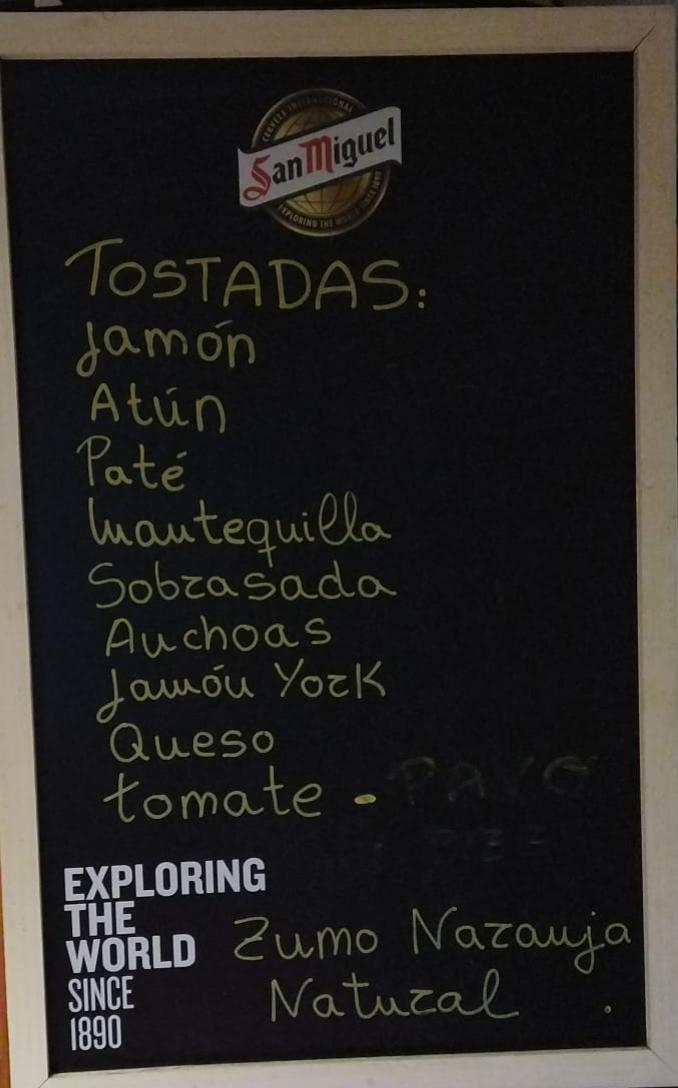 CERVEZA INTERNACIONAL
San Miguel
EXPLORING THE WORLD SINCE 1890
TOSTADAS:
Jamón
Atún
Paté
Mantequilla
Sobrasada
Anchoas
Jamón York
Queso
tomate - PAVO
EXPLORING
THE
WORLD
SINCE
1890
Zumo Naranja
Natural .